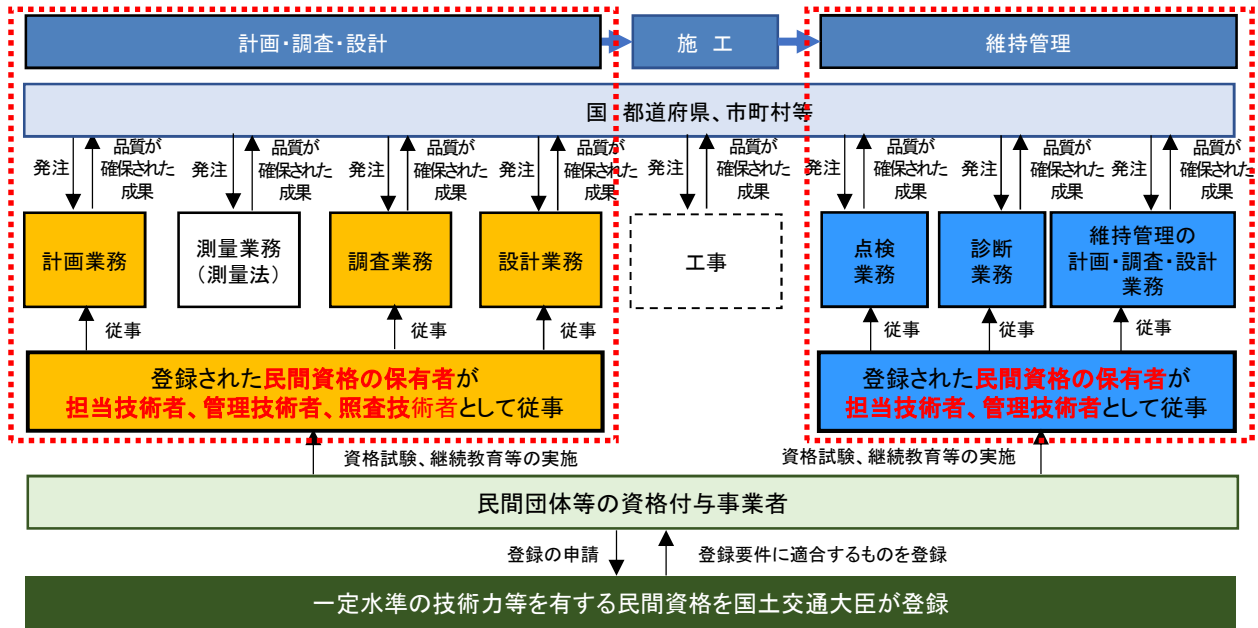 計画・調査・設計
施 工
維持管理
国 都道府県、市町村等
発注
品質が
確保された
成果
発注
品質が
確保された
成果
発注
品質が
確保された
成果
発注
品質が
確保された
成果
発注
品質が
確保された
成果
発注
品質が
確保された
成果
発注
品質が
確保された
成果
発注
品質が
確保された
成果
計画業務
測量業務
(測量法)
調査業務
設計業務
工事
点検
業務
診断
業務
維持管理の
計画・調査・設計
業務
従事
従事
従事
従事
従事
従事
登録された民間資格の保有者が
担当技術者、管理技術者、照査技術者として従事
登録された民間資格の保有者が
担当技術者、管理技術者として従事
資格試験、継続教育等の実施
資格試験、継続教育等の実施
民間団体等の資格付与事業者
登録の申請
登録要件に適合するものを登録
一定水準の技術力等を有する民間資格を国土交通大臣が登録